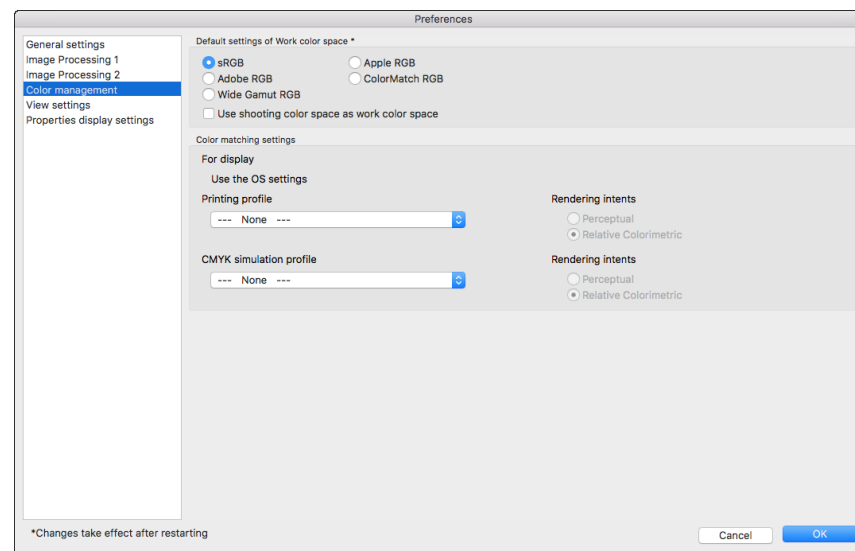 Preferences
General settings
Image Processing 1
Image Processing 2
Color management
View settings
Properties display settings
Default settings of Work color space *
sRGB
Apple RGB
Adobe RGB
ColorMatch RGB
Wide Gamut RGB
Use shooting color space as work color space
Color matching settings
For display
Use the OS settings
Printing profile
Rendering intents
--- None ---
Perceptual
Relative Colorimetric
CMYK simulation profile
Rendering intents
--- None ---
Perceptual
Relative Colorimetric
*Changes take effect after restarting
Cancel
OK